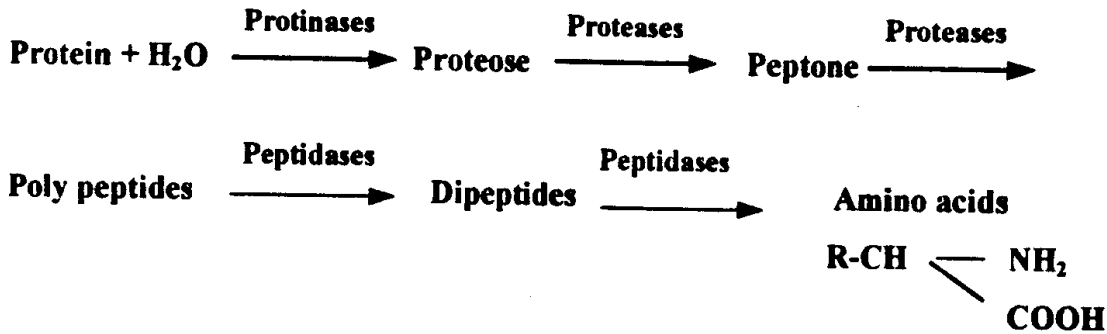 Protinases Proteases Proteases
Protein + H₂O Proteose Peptone
Peptidases Peptidases
Poly peptides Dipeptides Amino acids
R-CH NH₂
COOH